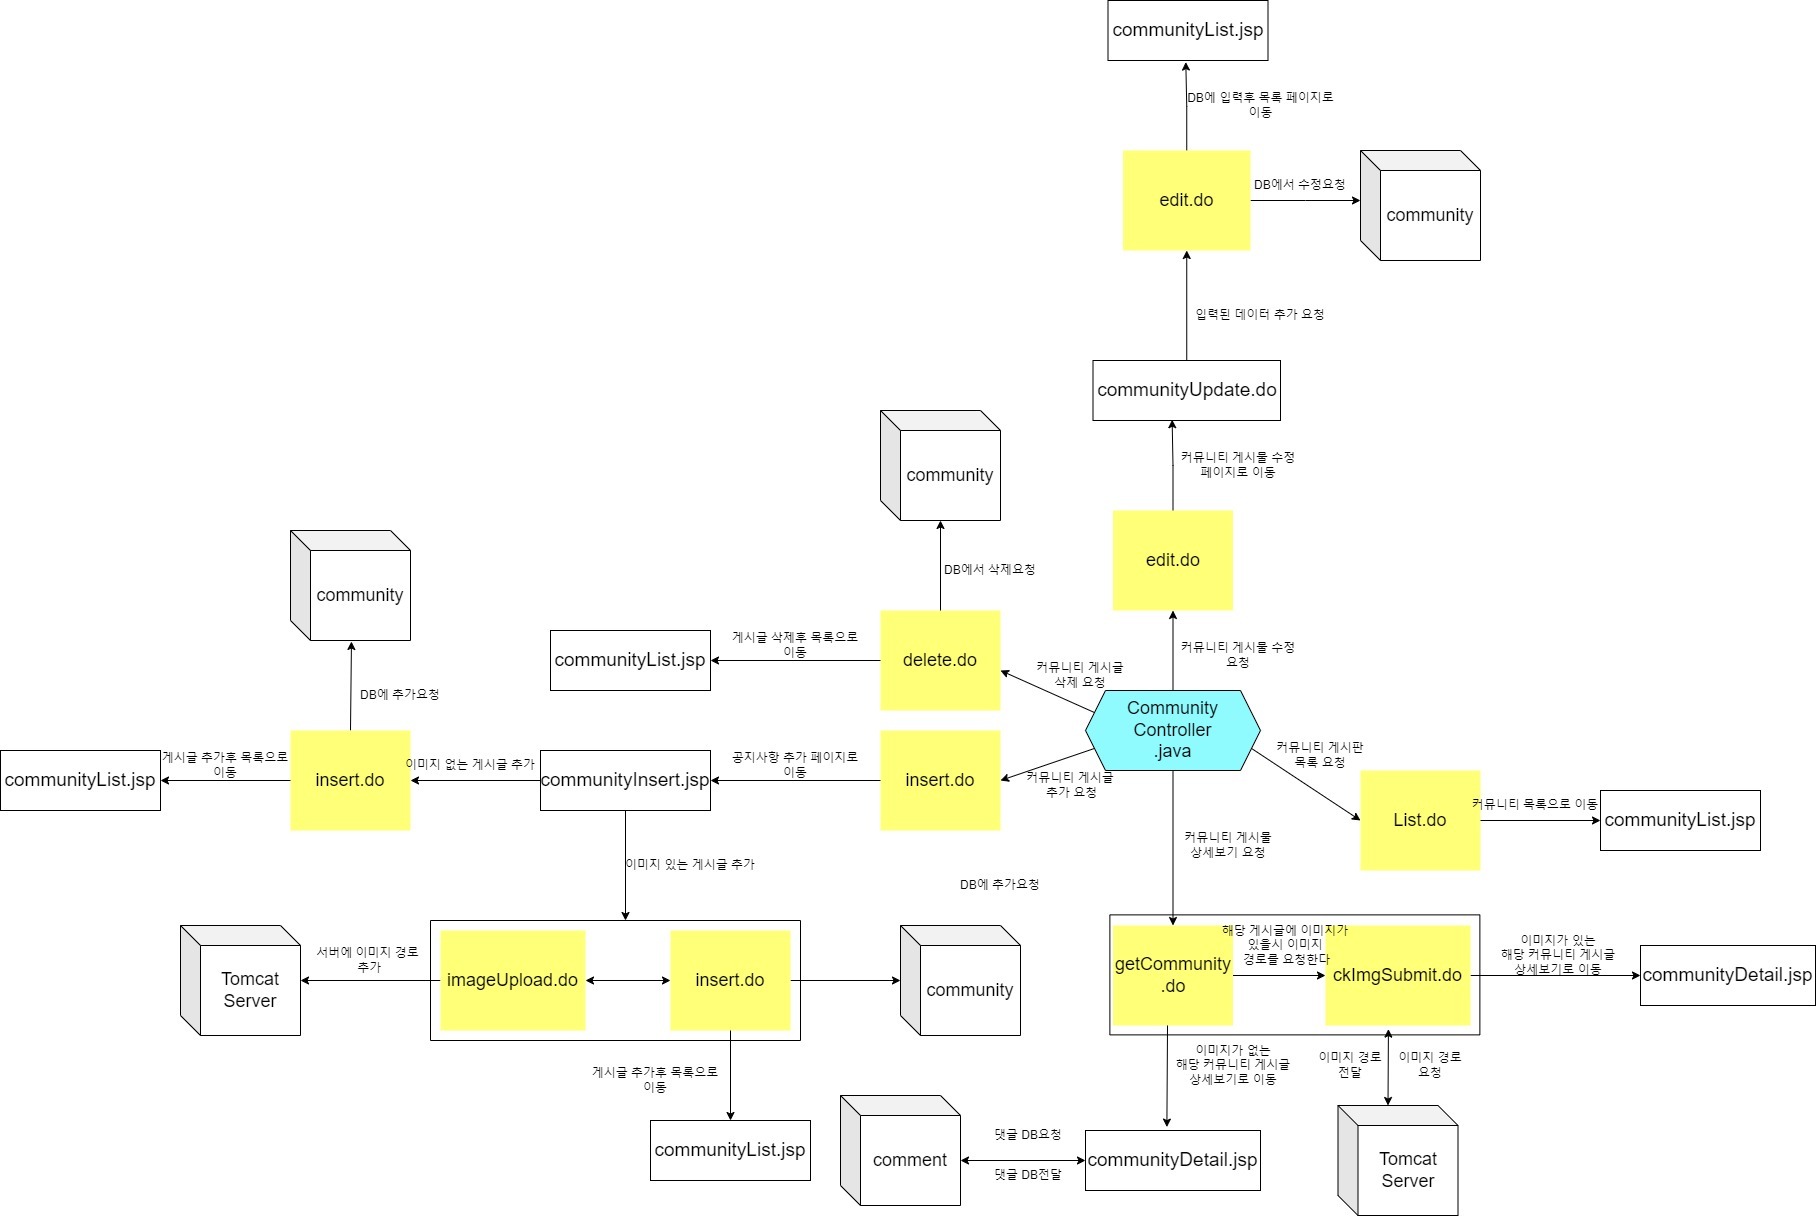 communityList.jsp
DB에 입력후 목록 페이지로
이동
edit.do
DB에서 수정요청
community
입력된 데이터 추가 요청
communityUpdate.do
커뮤니티 게시물 수정
페이지로 이동
community
edit.do
DB에서 삭제요청
community
커뮤니티 게시물 수정
요청
게시글 삭제후 목록으로
이동
communityList.jsp
delete.do
커뮤니티 게시글
삭제 요청
DB에 추가요청
Community
Controller
.java
게시글 추가후 목록으로
이동
communityList.jsp
insert.do
이미지 없는 게시글 추가
communityInsert.jsp
공지사항 추가 페이지로
이동
insert.do
커뮤니티 게시글
추가 요청
커뮤니티 게시판
목록 요청
List.do
커뮤니티 목록으로 이동
communityList.jsp
커뮤니티 게시물
상세보기 요청
이미지 있는 게시글 추가
DB에 추가요청
Tomcat
Server
서버에 이미지 경로
추가
imageUpload.do
insert.do
community
getCommunity
.do
해당 게시글에 이미지가
있을시 이미지
경로를 요청한다
ckImgSubmit.do
이미지가 있는
해당 커뮤니티 게시글
상세보기로 이동
communityDetail.jsp
게시글 추가후 목록으로
이동
이미지가 없는
해당 커뮤니티 게시글
상세보기로 이동
이미지 경로
전달
이미지 경로
요청
communityList.jsp
comment
댓글 DB요청
댓글 DB전달
communityDetail.jsp
Tomcat
Server